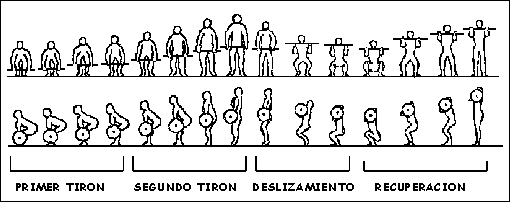 PRIMER TIRON SEGUNDO TIRON DESLIZAMIENTO RECUPERACION